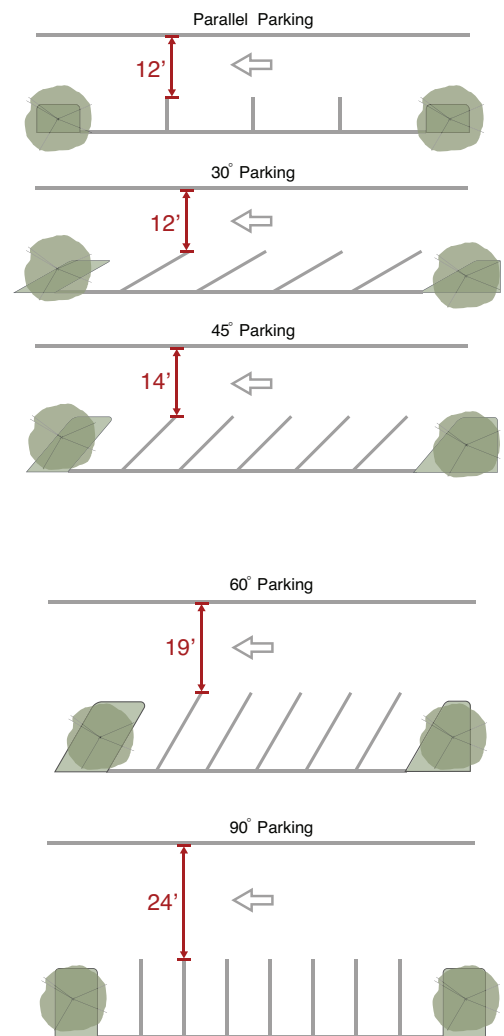 Parallel Parking
12’
30° Parking
12’
45° Parking
14’
60° Parking
19’
90° Parking
24’